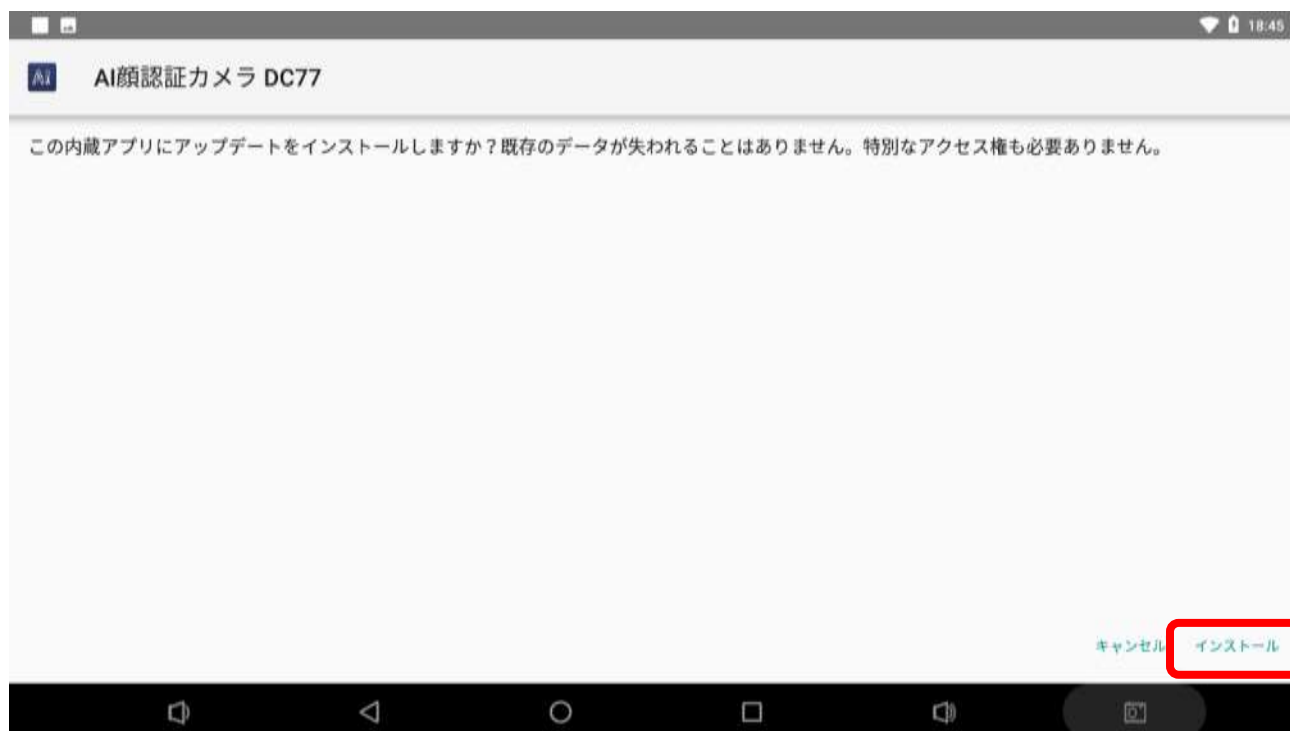 18:45
AI
AI顔認証カメラ DC77
この内蔵アプリにアップデートをインストールしますか？既存のデータが失われることはありません。特別なアクセス権も必要ありません。
キャンセル インストール